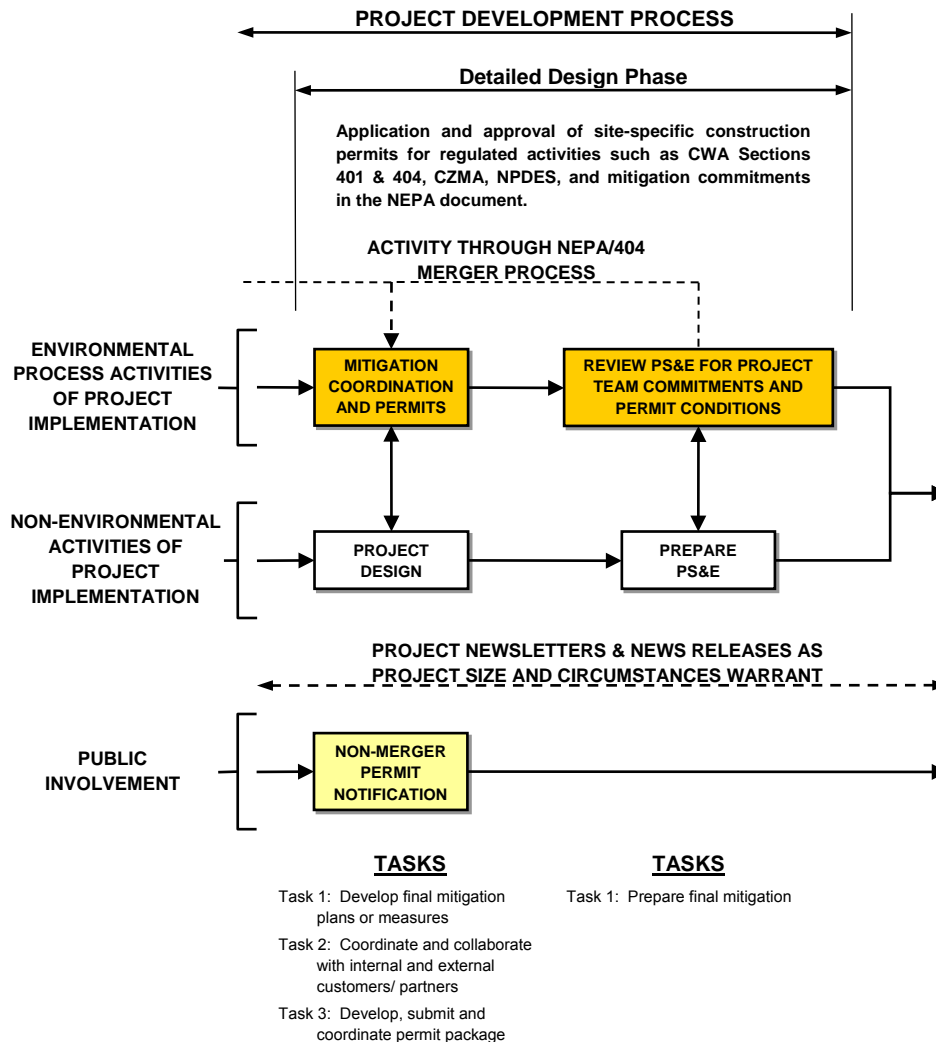 PROJECT DEVELOPMENT PROCESS
Detailed Design Phase
Application and approval of site-specific construction
permits for regulated activities such as CWA Sections
401 & 404, CZMA, NPDES, and mitigation commitments
in the NEPA document.
ACTIVITY THROUGH NEPA/404
MERGER PROCESS
ENVIRONMENTAL
PROCESS ACTIVITIES
OF PROJECT
IMPLEMENTATION
MITIGATION
COORDINATION
AND PERMITS
REVIEW PS&E FOR PROJECT
TEAM COMMITMENTS AND
PERMIT CONDITIONS
NON-ENVIRONMENTAL
ACTIVITIES OF
PROJECT
IMPLEMENTATION
PROJECT
DESIGN
PREPARE
PS&E
PROJECT NEWSLETTERS & NEWS RELEASES AS
PROJECT SIZE AND CIRCUMSTANCES WARRANT
PUBLIC
INVOLVEMENT
NON-MERGER
PERMIT
NOTIFICATION
TASKS
Task 1: Develop final mitigation
plans or measures
Task 2: Coordinate and collaborate
with internal and external
customers/ partners
Task 3: Develop, submit and
coordinate permit package
TASKS
Task 1: Prepare final mitigation